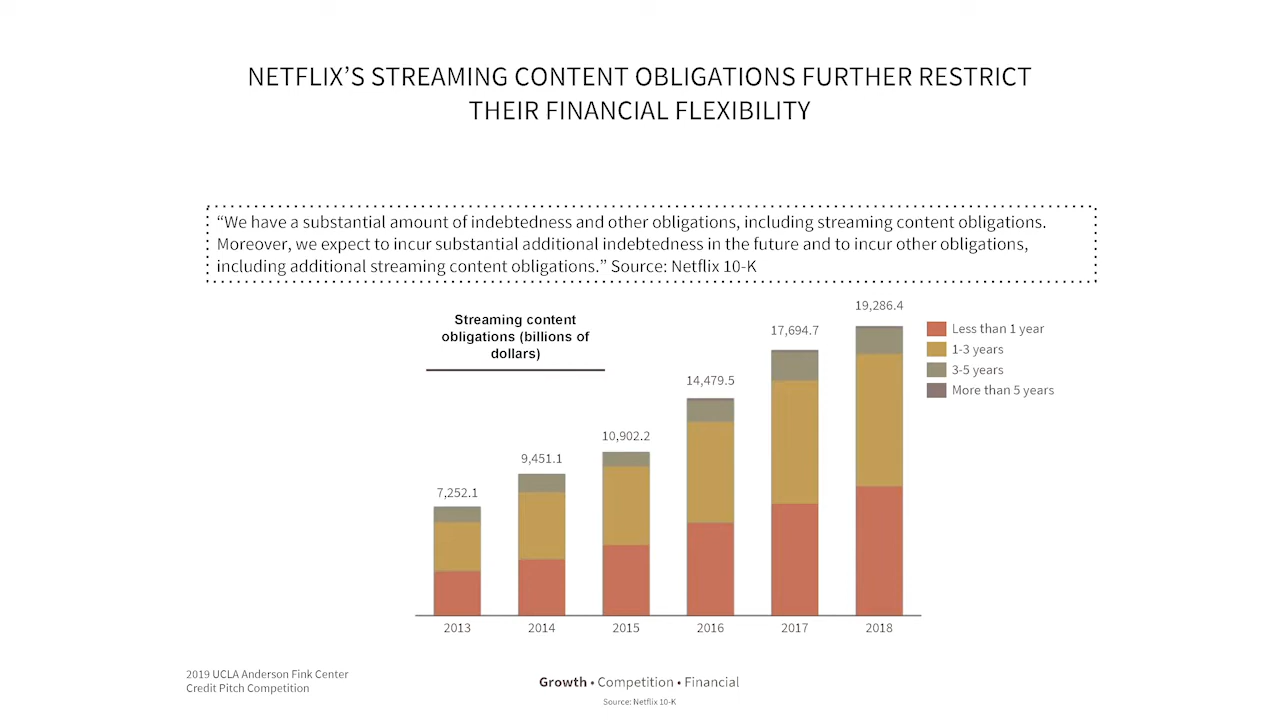 NETFLIX’S STREAMING CONTENT OBLIGATIONS FURTHER RESTRICT
THEIR FINANCIAL FLEXIBILITY
“We have a substantial amount of indebtedness and other obligations, including streaming content obligations.
Moreover, we expect to incur substantial additional indebtedness in the future and to incur other obligations,
including additional streaming content obligations.” Source: Netflix 10-K
Streaming content
obligations (billions of
dollars)
7,252.1
9,451.1
10,902.2
14,479.5
17,694.7
19,286.4
Less than 1 year
1-3 years
3-5 years
More than 5 years
2013
2014
2015
2016
2017
2018
2019 UCLA Anderson Fink Center
Credit Pitch Competition
Growth • Competition • Financial
Source: Netflix 10-K